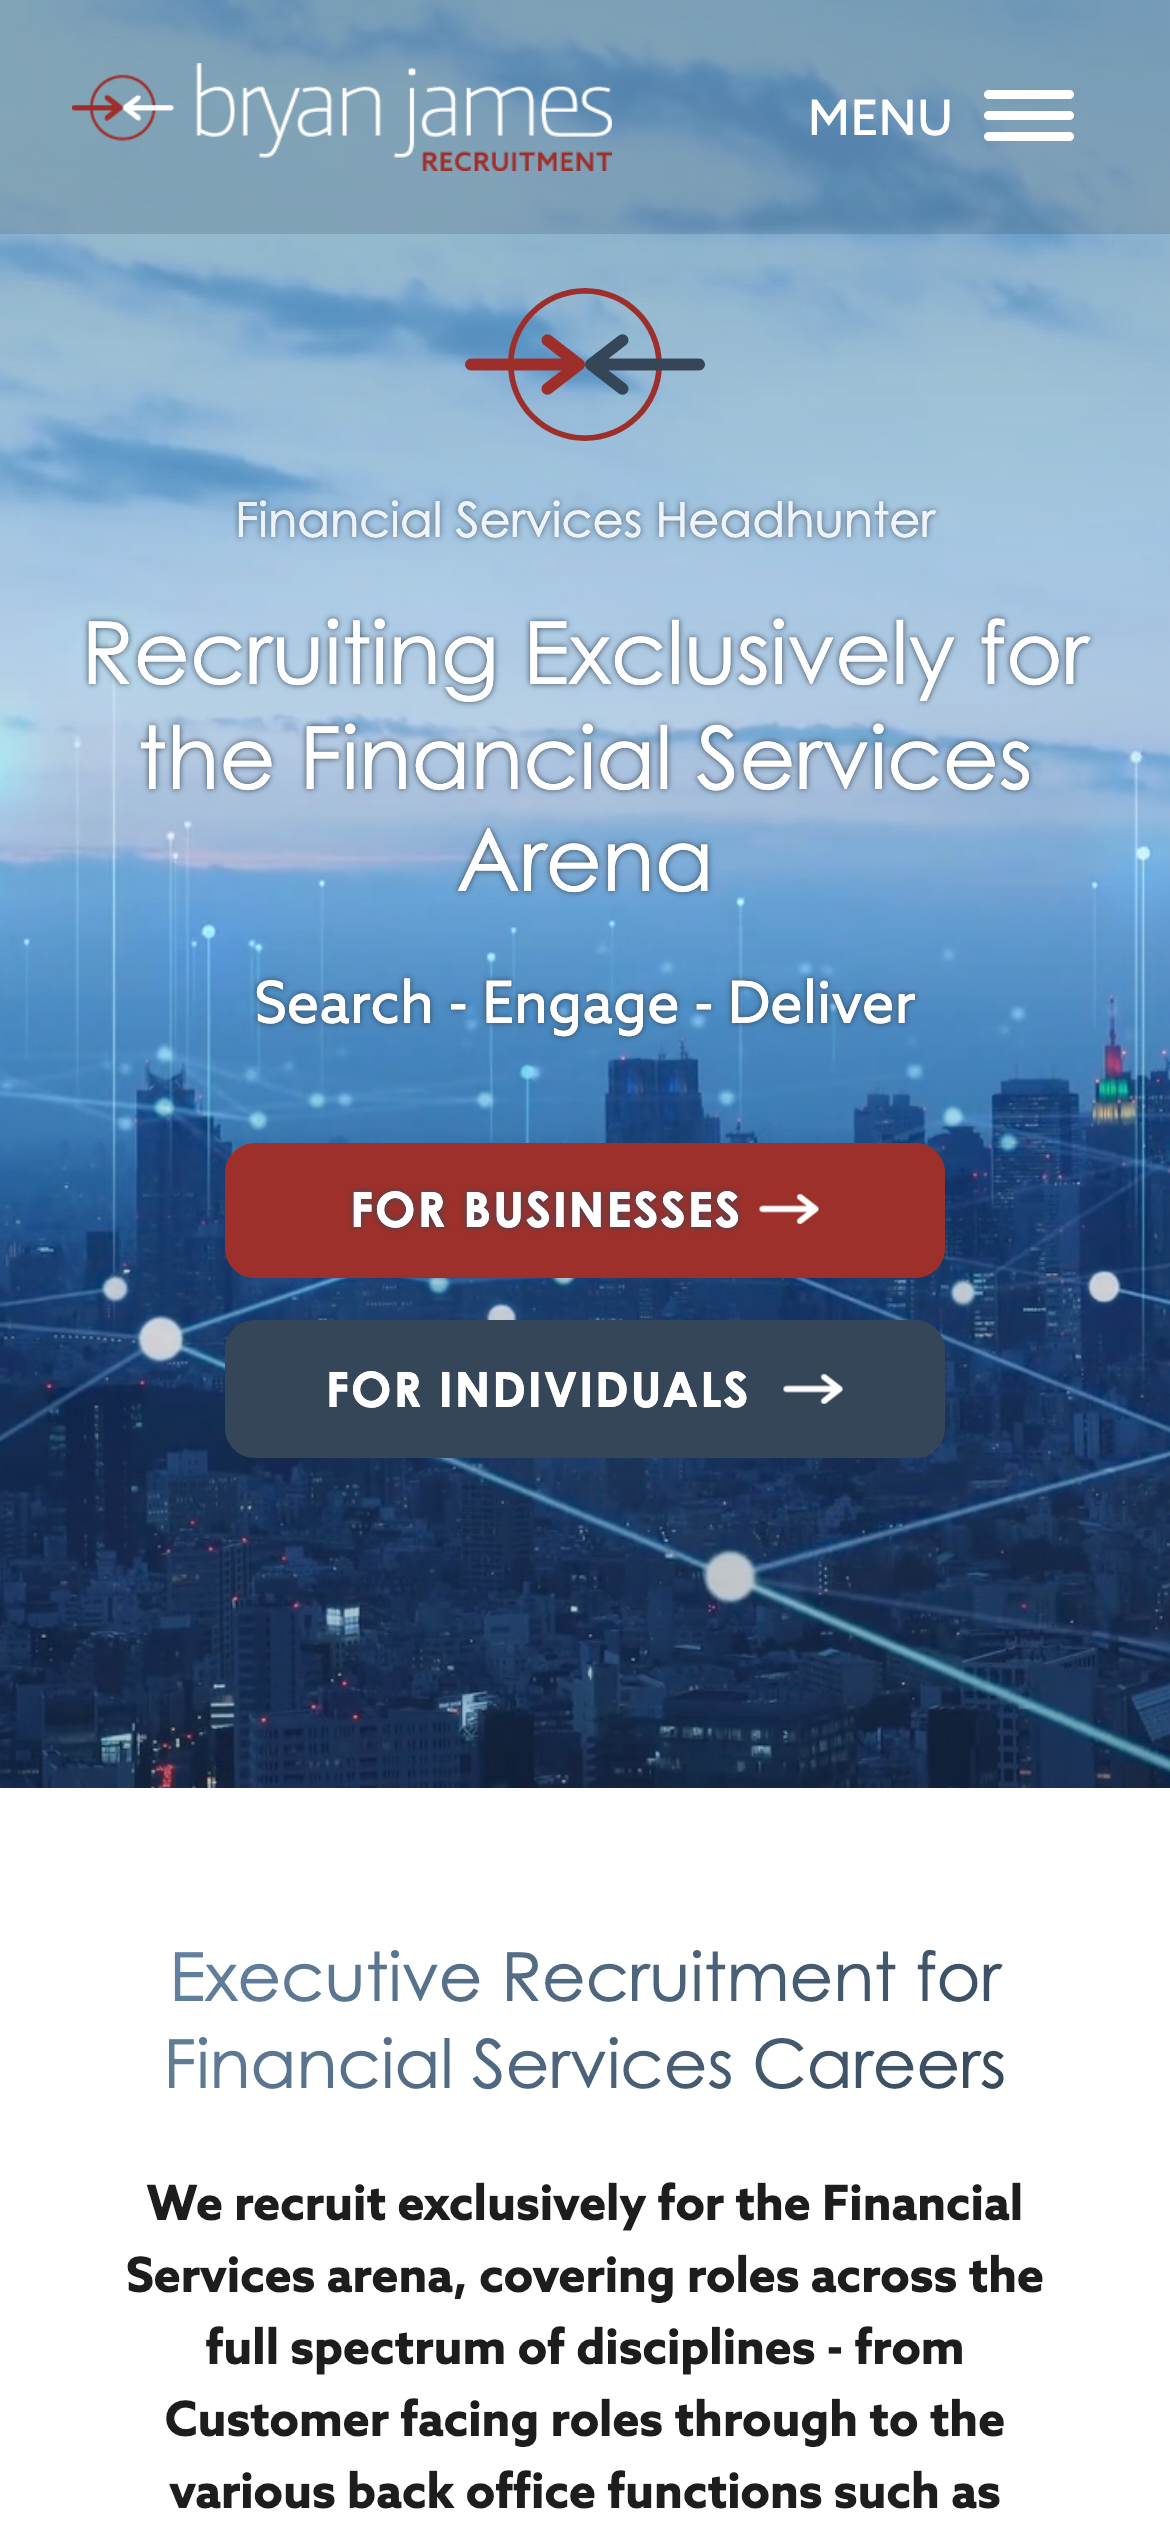 bryan james
RECRUITMENT
MENU
Financial Services Headhunter
Recruiting Exclusively for
the Financial Services
Arena
Search - Engage - Deliver
FOR BUSINESSES
FOR INDIVIDUALS
Executive Recruitment for
Financial Services Careers
We recruit exclusively for the Financial
Services arena, covering roles across the
full spectrum of disciplines - from
Customer facing roles through to the
various back office functions such as